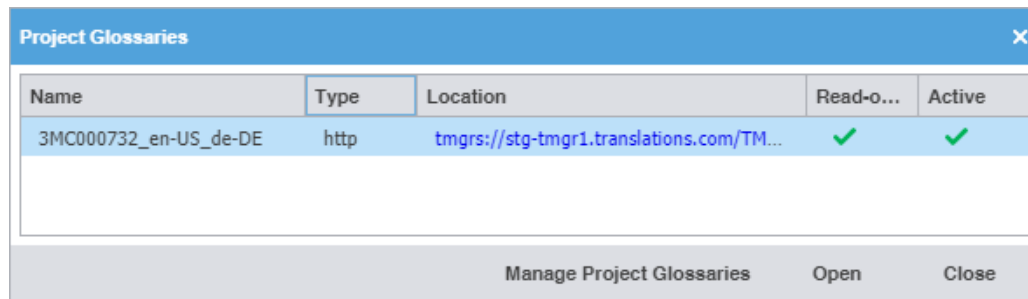 Project Glossaries
Name Type Location Read-o... Active
3MC000732_en-US_de-DE http tmgrs://stg-tmgr1.translations.com/TM...
Manage Project Glossaries Open Close